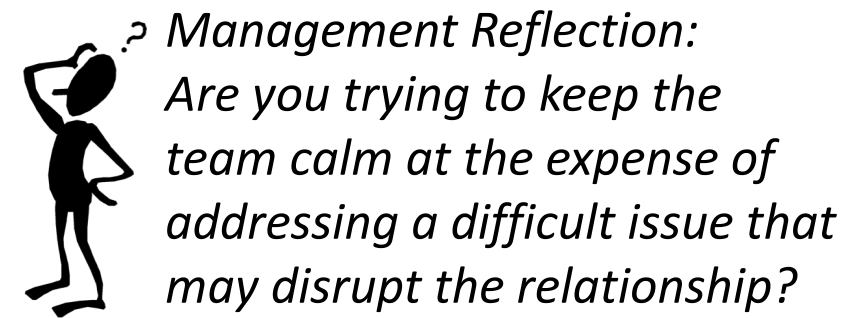 ? Management Reflection:
Are you trying to keep the
team calm at the expense of
addressing a difficult issue that
may disrupt the relationship?